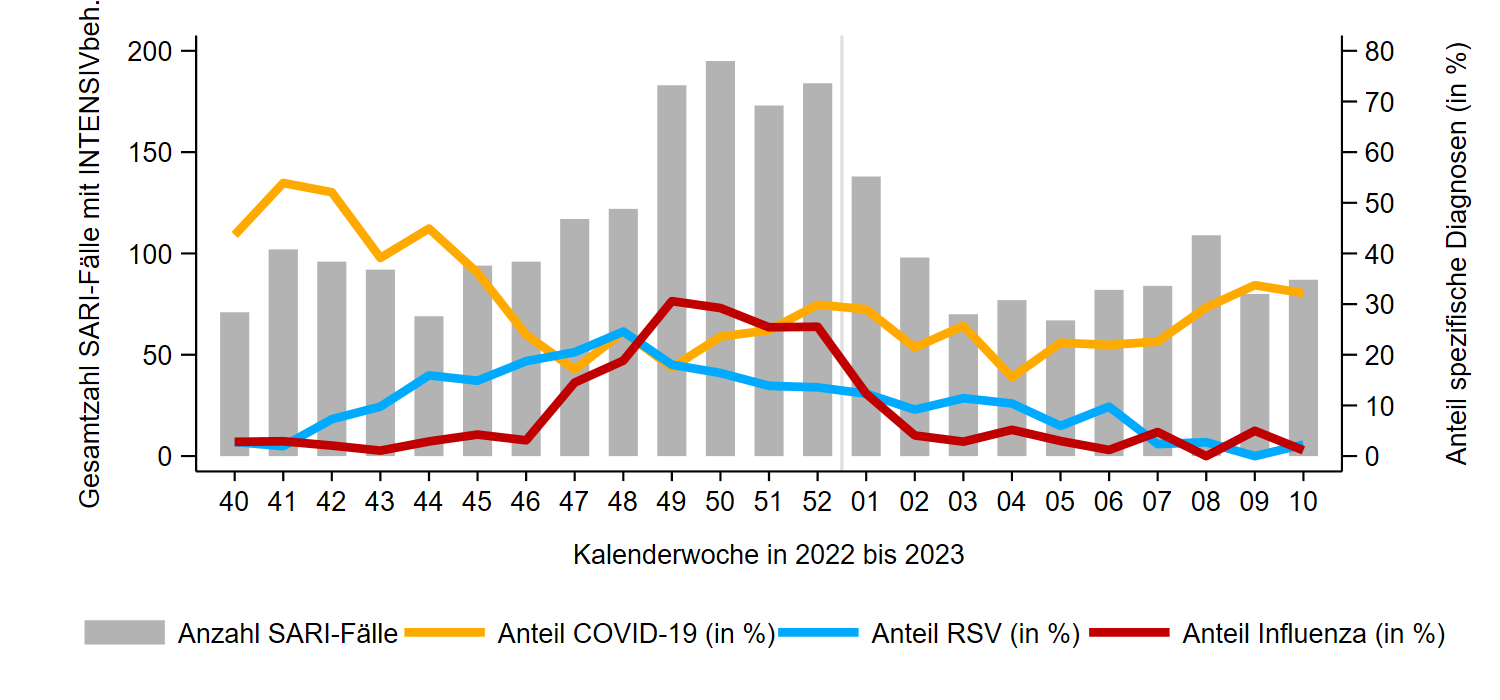 Gesamtzahl SARI-Fälle mit INTENSIVbeh.
200
150
100
50
0
80
70
60
50
40
30
20
10
0
Anteil spezifische Diagnosen (in %)
40 41 42 43 44 45 46 47 48 49 50 51 52 01 02 03 04 05 06 07 08 09 10
Kalenderwoche in 2022 bis 2023
Anzahl SARI-Fälle Anteil COVID-19 (in %) Anteil RSV (in %) Anteil Influenza (in %)